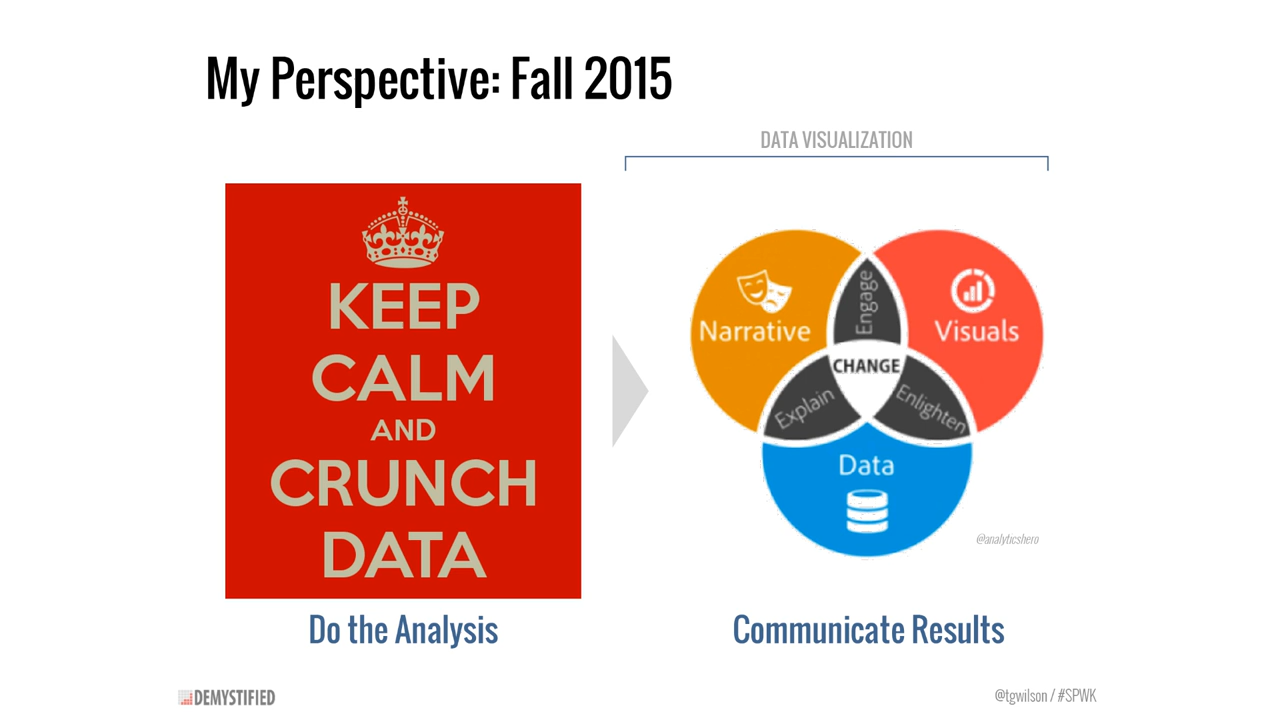 My Perspective: Fall 2015
DATA VISUALIZATION
KEEP
CALM
AND
CRUNCH
DATA
Engage
Narrative
Visuals
CHANGE
Explain
Enlighten
Data
@analyticshero
Do the Analysis
Communicate Results
DEMYSTIFIED
@tgwilson / #SPWK